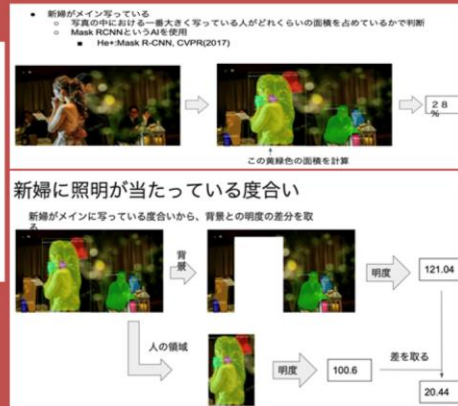 ● 新婦がメイン写っている
○ 写真の中における一番大きく写っている人がどれくらいの面積を占めているかで判断
○ Mask RCNNというAIを使用
■ He+:Mask R-CNN, CVPR(2017)
28
%
この黄緑色の面積を計算
新婦に照明が当たっている度合い
新婦がメインに写っている度合いから、背景との明度の差分を取
る
背
景
明度
121.04
人の領域
明度
100.6
差を取る
20.44